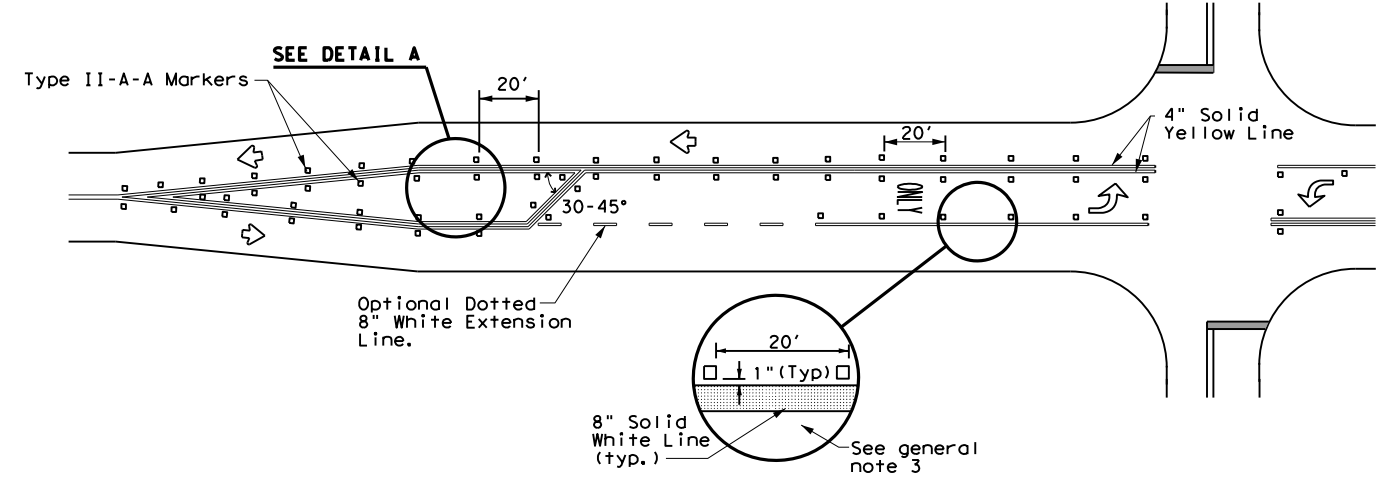 SEE DETAIL A
Type II-A-A Markers
20'
20'
4" Solid
Yellow Line
ONLY
30-45°
Optional Dotted
8" White Extension
Line.
20'
1"(Typ)
8" Solid
White Line
(typ.)
See general
note 3